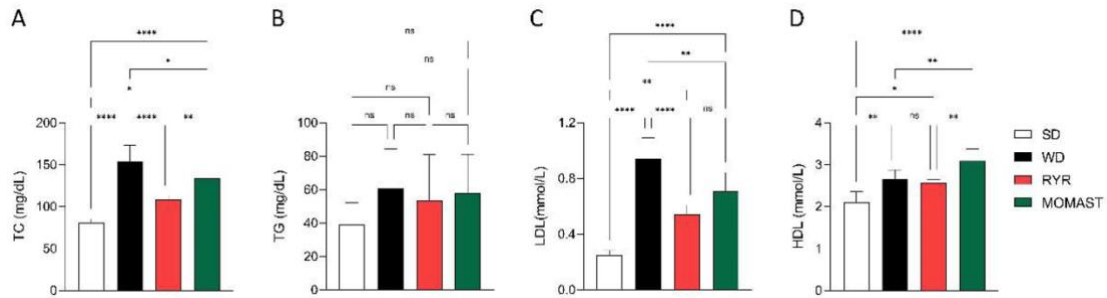 A
B
C
D
****
*
*
**** **** **
TC (mg/dL)
200
150
100
50
0
ns
ns
ns
ns ns ns
TG (mg/dL)
100
80
60
40
20
0
****
**
**
**** **** ns
LDL(mmol/L)
1.2
0.8
0.4
0.0
****
**
*
** ns **
HDL (mmol/L)
4
3
2
1
0
SD
WD
RYR
MOMAST